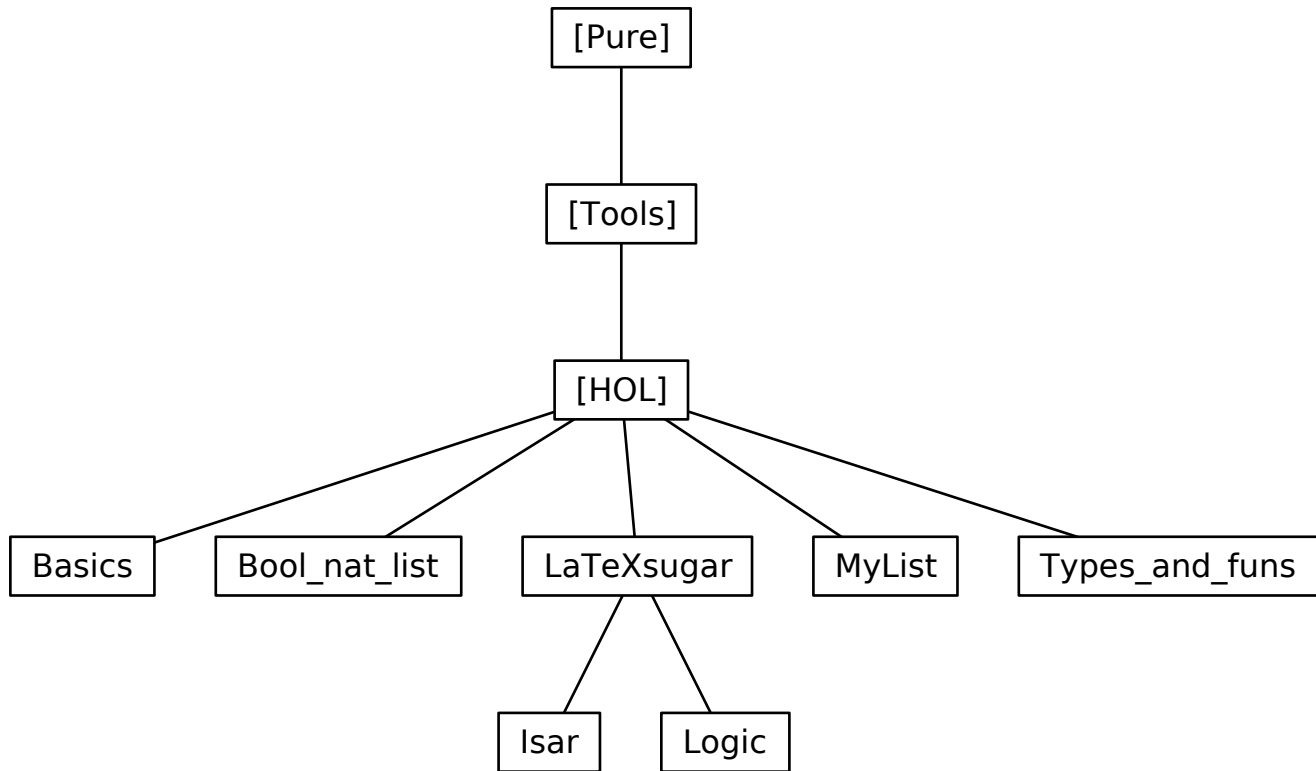 [Pure]
[Tools]
[HOL]
Basics
Bool_nat_list
LaTeXsugar
MyList
Types_and_funs
Isar
Logic